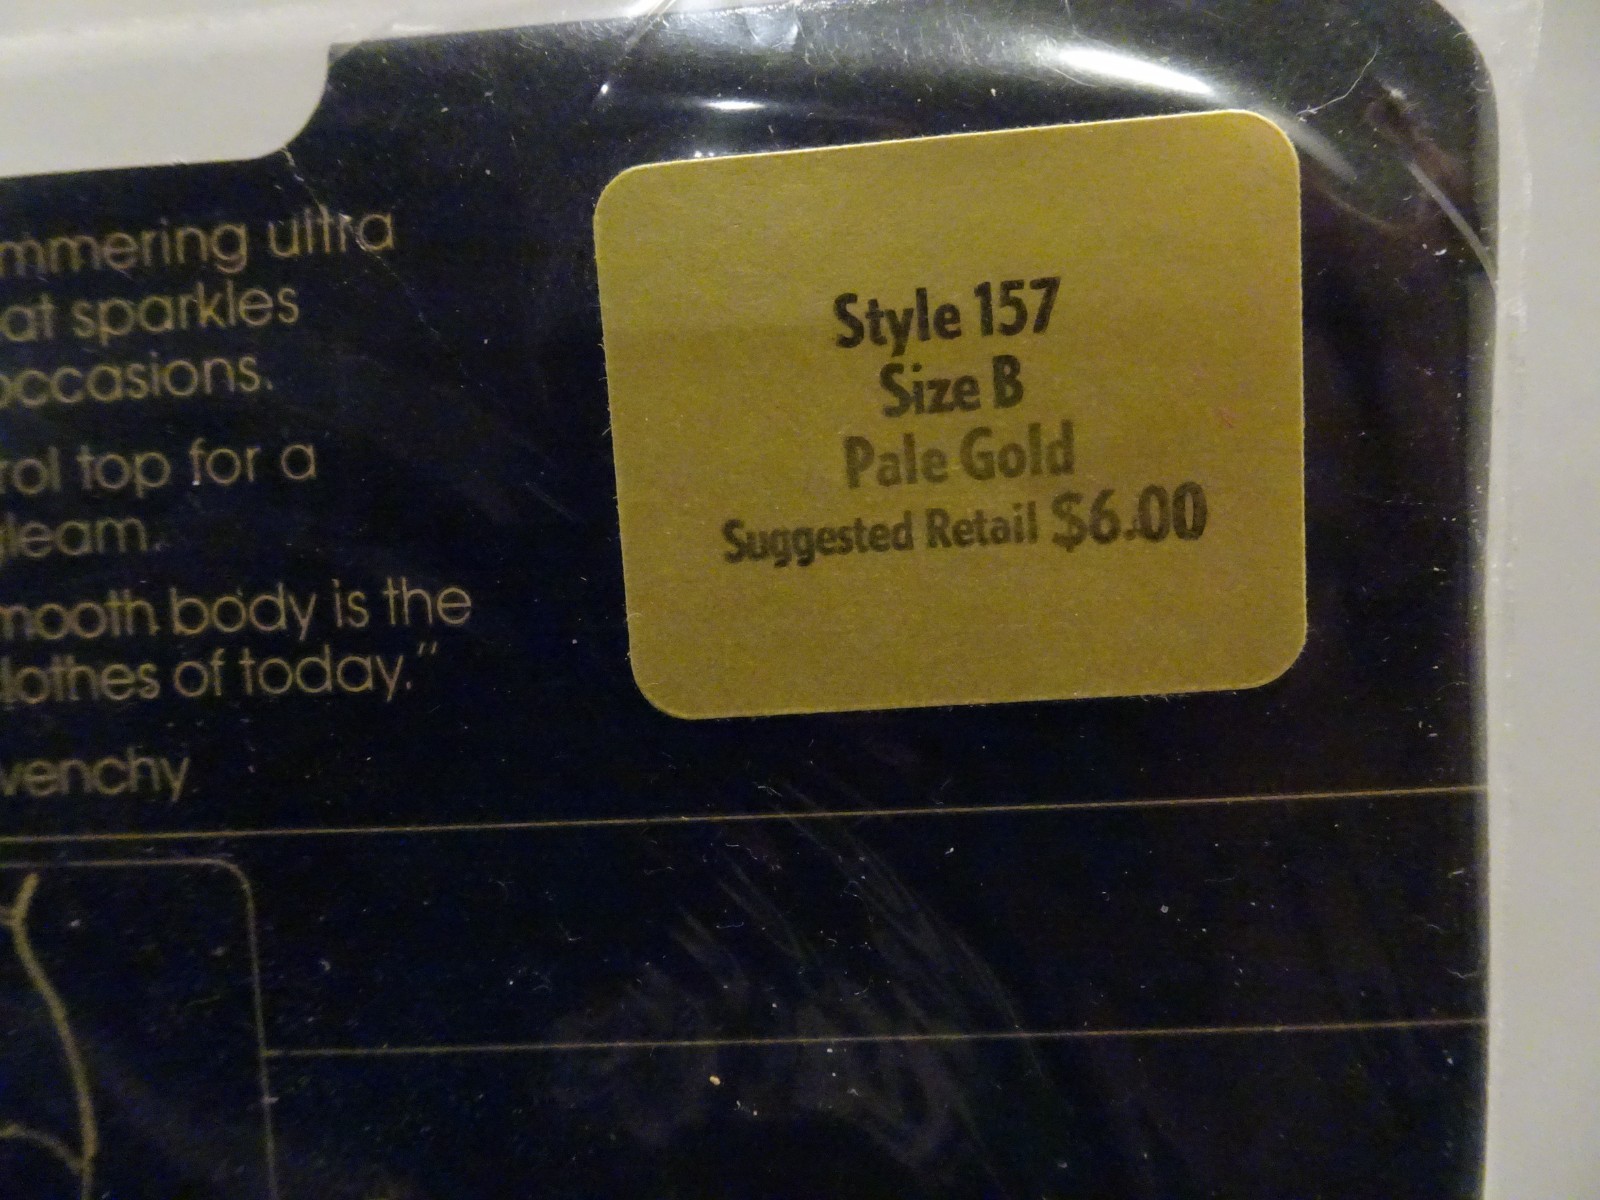 mmering ultra
at sparkles
occasions.
rol top for a
gleam.
mooth body is the
clothes of today."
venchy
Style 157
Size B
Pale Gold
Suggested Retail $6.00